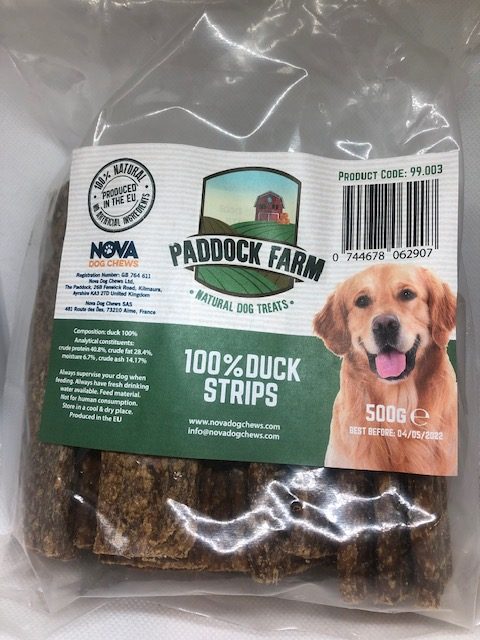 100% NATURAL
PRODUCED
IN THE EU
NO ARTIFICIAL INGREDIENTS
NOVA
DOG CHEWS
Registration Number: GB 764 611
Nova Dog Chews Ltd,
The Paddock, 26B Fenwick Road, Kilmaurs,
Ayrshire KA3 2TD United Kingdom
Nova Dog Chews SAS
481 Route des Îles, 73210 Aime, France
Composition: duck 100%
Analytical constituents:
crude protein 40.8%, crude fat 28.4%,
moisture 6.7%, crude ash 14.17%
Always supervise your dog when
feeding. Always have fresh drinking
water available. Feed material.
Not for human consumption.
Store in a cool & dry place.
Produced in the EU
PADDOCK FARM
• NATURAL DOG TREATS •
100% DUCK
STRIPS
www.novadogchews.com
info@novadogchews.com
PRODUCT CODE: 99.003
0 744678 062907
500G e
BEST BEFORE: 04/05/2022